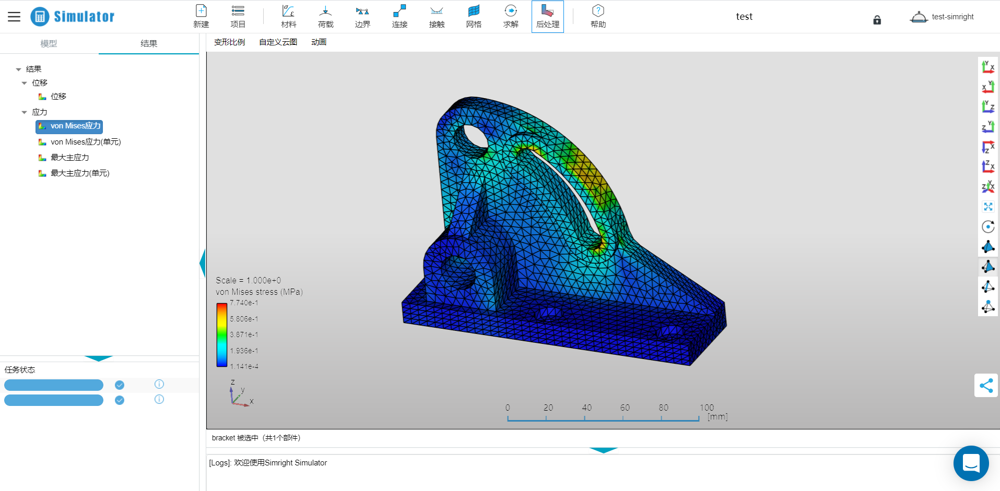 Simulator
新建
项目
材料
荷载
边界
连接
接触
网格
求解
后处理
帮助
test
test-simright
模型
结果
变形比例
自定义云图
动画
结果
位移
位移
应力
von Mises应力
von Mises应力(单元)
最大主应力
最大主应力(单元)
任务状态
Scale = 1.000e+0
von Mises stress (MPa)
7.740e-1
5.806e-1
3.871e-1
1.936e-1
1.141e-4
z
y
x
0 20 40 60 80 100
[mm]
Y X
X Y
Y Z
Z Y
Z X
Z X
Z Y X
bracket 被选中（共1个部件）
[Logs]: 欢迎使用Simright Simulator